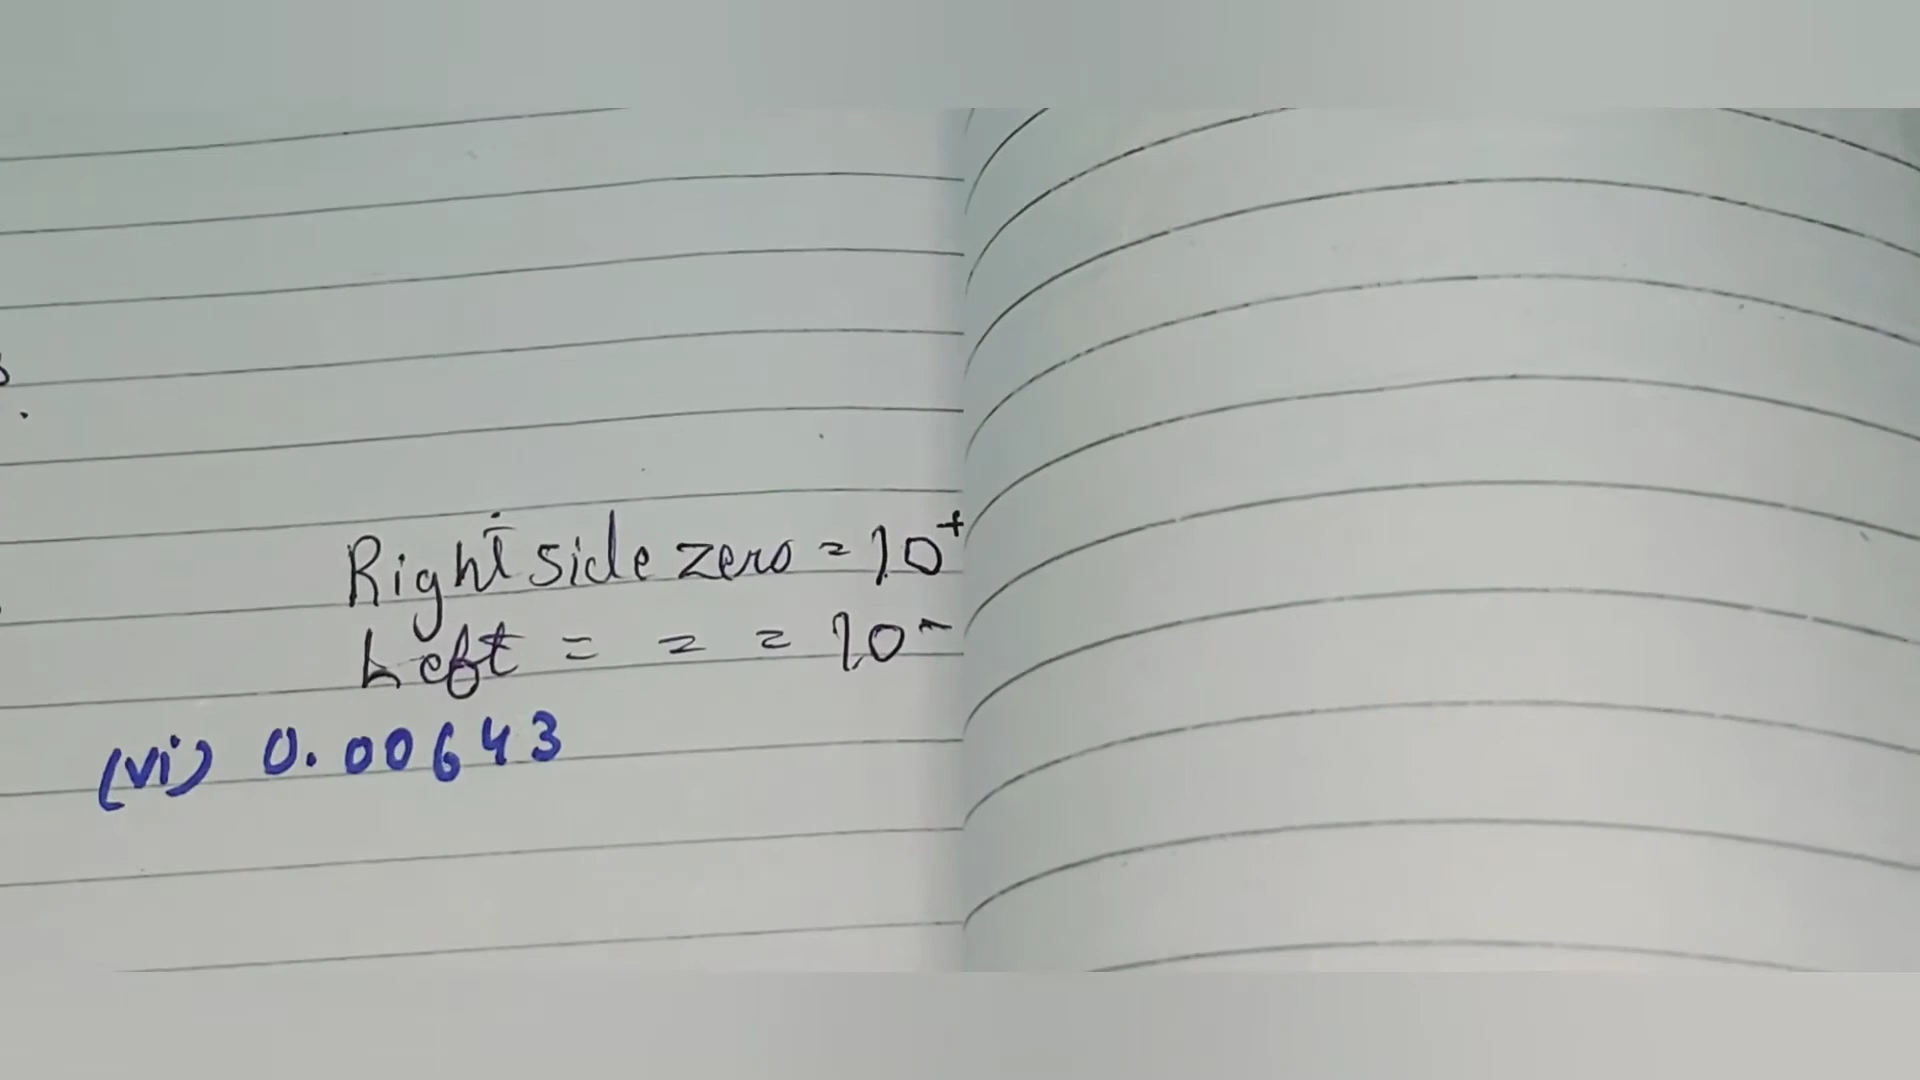 Right side zero = 10⁺
Left = = = 10⁻
(vi) 0.00643